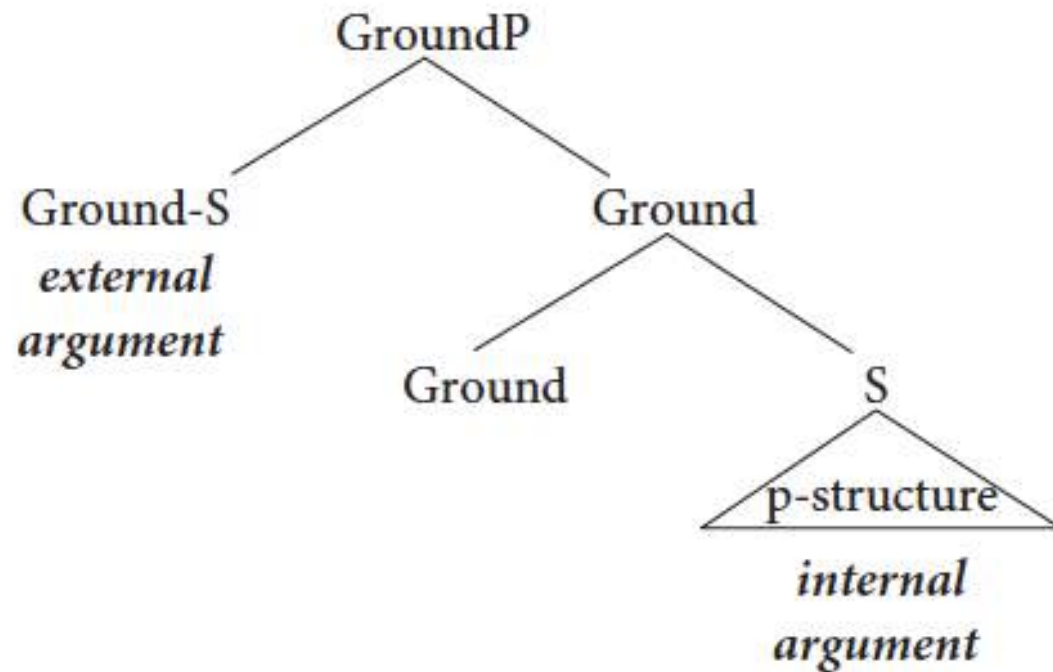 GroundP
Ground-S
Ground
external
argument
Ground
S
p-structure
internal
argument